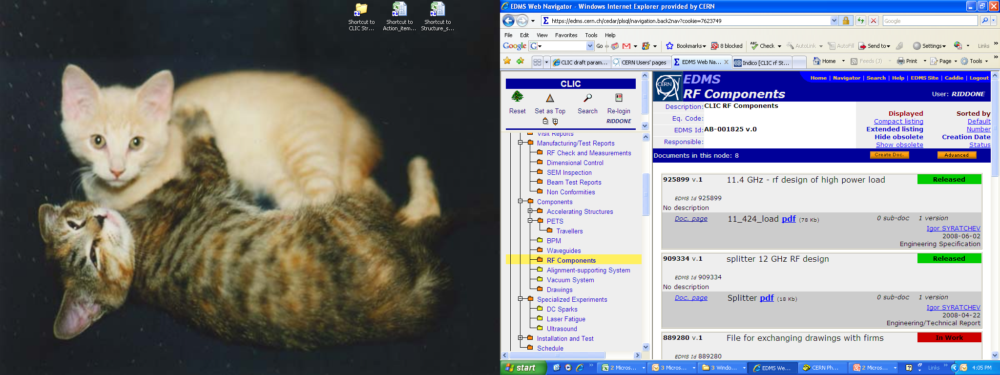 Shortcut to CLIC Str...
Shortcut to Action_item...
Shortcut to Structure_s...
EDMS Web Navigator - Windows Internet Explorer provided by CERN
https://edms.cern.ch/cedar/plsql/navigation.back2nav?cookie=7623749
Google
File Edit View Favorites Tools Help
Google G Go Bookmarks 8 blocked ABC Check AutoLink AutoFill Send to Settings Links
CLIC draft param... CERN Users' pages EDMS Web Na... Indico [CLIC rf St... Home Feeds (J) Print Page Tools
CLIC
Reset Set as Top Search Re-login
RIDDONE
Visit Reports
Manufacturing/Test Reports
RF Check and Measurements
Dimensional Control
SEM Inspection
Beam Test Reports
Non Conformities
Components
Accelerating Structures
PETS
Travellers
BPM
Waveguides
RF Components
Alignment-supporting System
Vacuum System
Drawings
Specialized Experiments
DC Sparks
Laser Fatigue
Ultrasound
Installation and Test
Schedule
CERN
EDMS
RF Components
Home | Navigator | Search | Help | EDMS Site | Caddie | Logout
User: RIDDONE
Description: CLIC RF Components
Eq. Code:
EDMS Id: AB-001825 v.0
Responsible:
Displayed
Compact listing
Extended listing
Hide obsolete
Show obsolete
Sorted by
Default
Number
Creation Date
Status
Documents in this node: 8
Create Doc. Advanced
925899 v.1 11.4 GHz - rf design of high power load Released
EDMS Id 925899
No description
Doc. page 11_424_load pdf (78 Kb) 0 sub-doc 1 version
Igor SYRATCHEV
2008-06-02
Engineering Specification
909334 v.1 splitter 12 GHz RF design Released
EDMS Id 909334
No description
Doc. page Splitter pdf (18 Kb) 0 sub-doc 1 version
Igor SYRATCHEV
2008-04-22
Engineering/Technical Report
889280 v.1 File for exchanging drawings with firms In Work
EDMS Id 889280
start 2 Micros... 3 Micros... 3 Windo... EDMS We... CERN Ph... 2 Micros... Links 4:05 PM